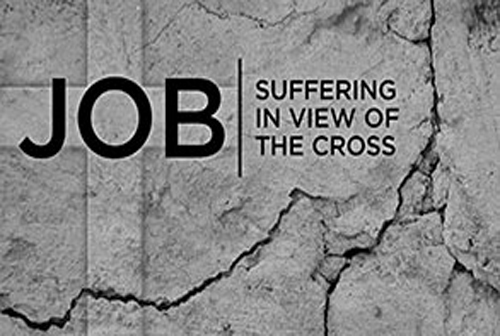 JOB
SUFFERING
IN VIEW OF
THE CROSS